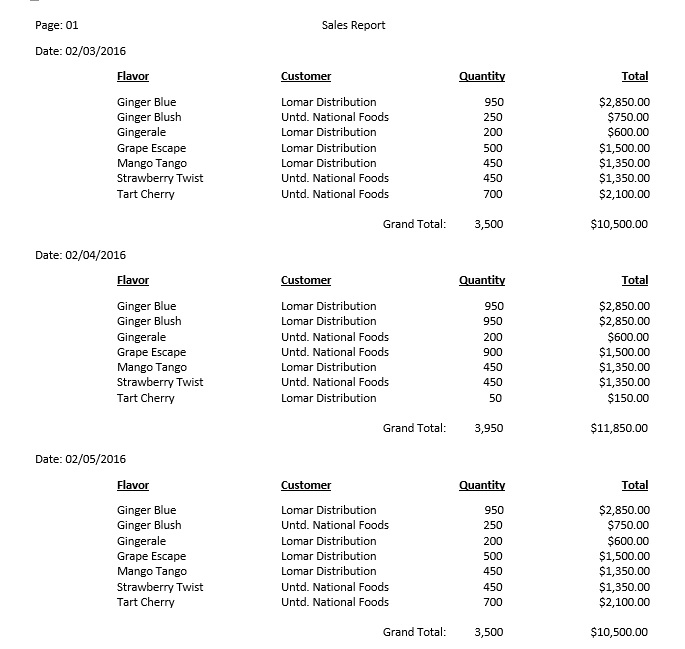 Page: 01 Sales Report
Date: 02/03/2016
Flavor Customer Quantity Total
Ginger Blue Lomar Distribution 950 $2,850.00
Ginger Blush Untd. National Foods 250 $750.00
Gingerale Lomar Distribution 200 $600.00
Grape Escape Lomar Distribution 500 $1,500.00
Mango Tango Lomar Distribution 450 $1,350.00
Strawberry Twist Untd. National Foods 450 $1,350.00
Tart Cherry Untd. National Foods 700 $2,100.00
Grand Total: 3,500 $10,500.00
Date: 02/04/2016
Flavor Customer Quantity Total
Ginger Blue Lomar Distribution 950 $2,850.00
Ginger Blush Lomar Distribution 950 $2,850.00
Gingerale Untd. National Foods 200 $600.00
Grape Escape Untd. National Foods 900 $1,500.00
Mango Tango Lomar Distribution 450 $1,350.00
Strawberry Twist Untd. National Foods 450 $1,350.00
Tart Cherry Lomar Distribution 50 $150.00
Grand Total: 3,950 $11,850.00
Date: 02/05/2016
Flavor Customer Quantity Total
Ginger Blue Lomar Distribution 950 $2,850.00
Ginger Blush Untd. National Foods 250 $750.00
Gingerale Lomar Distribution 200 $600.00
Grape Escape Lomar Distribution 500 $1,500.00
Mango Tango Lomar Distribution 450 $1,350.00
Strawberry Twist Untd. National Foods 450 $1,350.00
Tart Cherry Untd. National Foods 700 $2,100.00
Grand Total: 3,500 $10,500.00